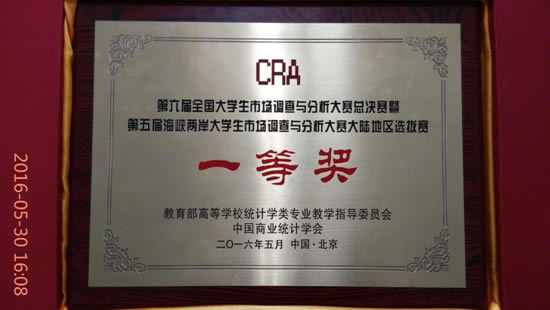 CRA
第六届全国大学生市场调查与分析大赛总决赛暨
第五届海峡两岸大学生市场调查与分析大赛大陆地区选拔赛
一等奖
教育部高等学校统计学类专业教学指导委员会
中国商业统计学会
二〇一六年五月 中国·北京
2016-05-30 16:08